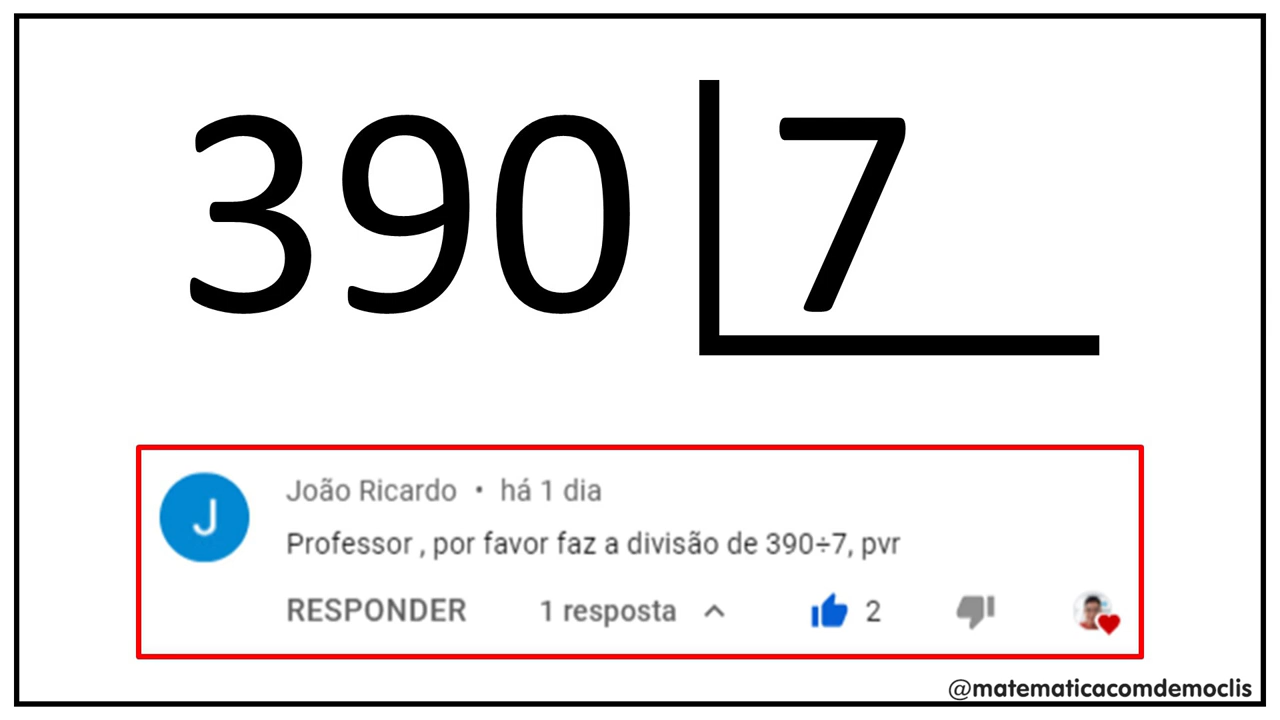 390 7
J
João Ricardo • há 1 dia
Professor , por favor faz a divisão de 390÷7, pvr
RESPONDER 1 resposta 2
@matematicacomdemoclis